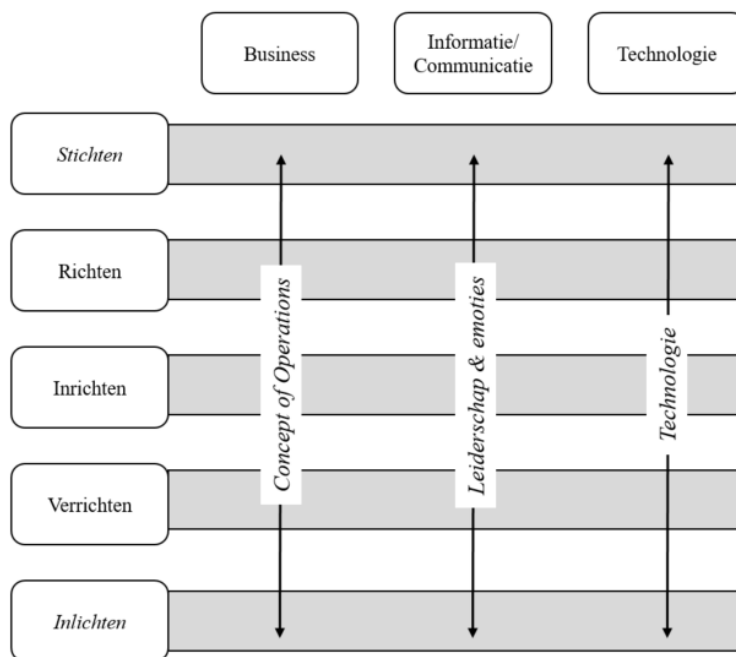 Business
Informatie/
Communicatie
Technologie
Stichten
Richten
Inrichten
Verrichten
Inlichten
Concept of Operations
Leiderschap & emoties
Technologie